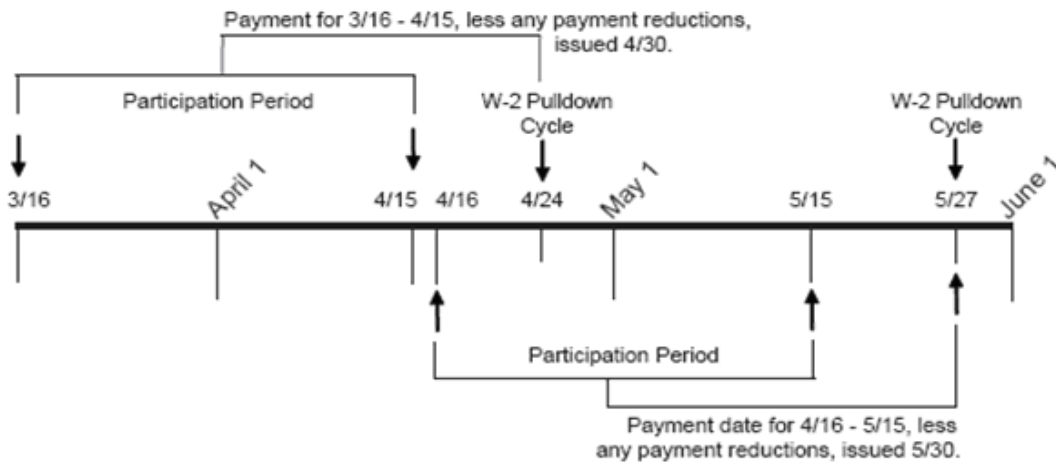 Payment for 3/16 - 4/15, less any payment reductions,
issued 4/30.
Participation Period
W-2 Pulldown
Cycle
W-2 Pulldown
Cycle
3/16
April 1
4/15
4/16
4/24
May 1
5/15
5/27
June 1
Participation Period
Payment date for 4/16 - 5/15, less
any payment reductions, issued 5/30.